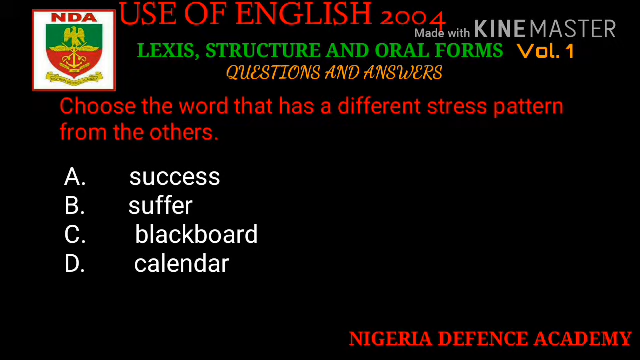 NDA
USE OF ENGLISH 2004
Made with KINEMASTER
LEXIS, STRUCTURE AND ORAL FORMS Vol. 1
QUESTIONS AND ANSWERS
Choose the word that has a different stress pattern
from the others.
A. success
B. suffer
C. blackboard
D. calendar
NIGERIA DEFENCE ACADEMY